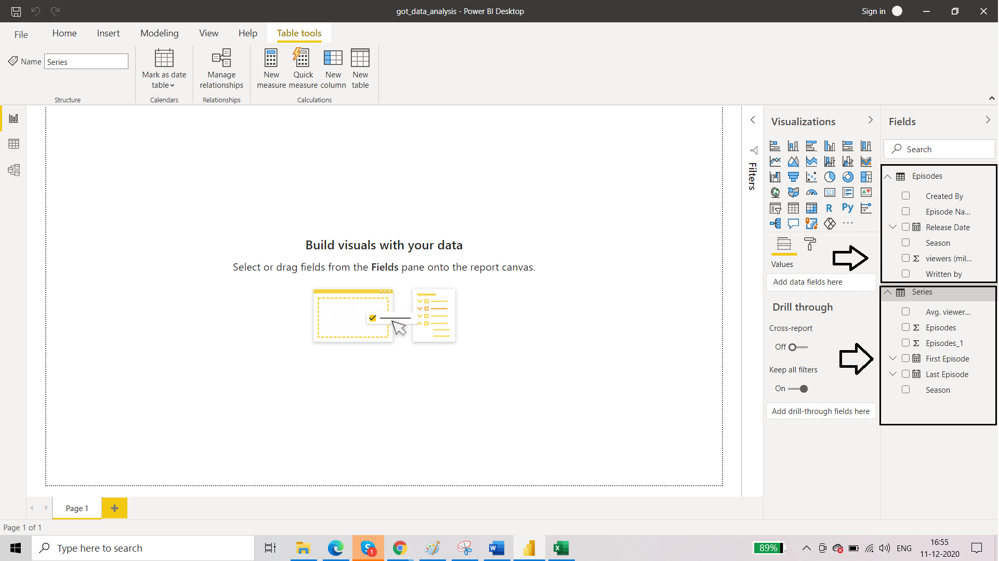 got_data_analysis - Power BI Desktop
Sign in
File
Home
Insert
Modeling
View
Help
Table tools
Name
Series
Mark as date
table
Manage
relationships
New
measure
Quick
measure
New
column
New
table
Structure
Calendars
Relationships
Calculations
Build visuals with your data
Select or drag fields from the Fields pane onto the report canvas.
Filters
Visualizations
123
R
Py
...
Values
Add data fields here
Drill through
Cross-report
Off
Keep all filters
On
Add drill-through fields here
Fields
Search
Episodes
Created By
Episode Na...
Release Date
Season
Σ viewers (mil...
Written by
Series
Avg. viewer...
Σ Episodes
Σ Episodes_1
First Episode
Last Episode
Season
Page 1
Page 1 of 1
Type here to search
S
1
W
X
89%
ENG
16:55
11-12-2020